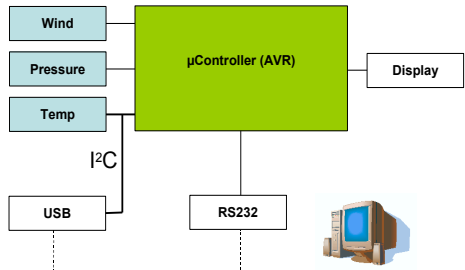 Wind
Pressure
Temp
µController (AVR)
Display
I²C
USB
RS232